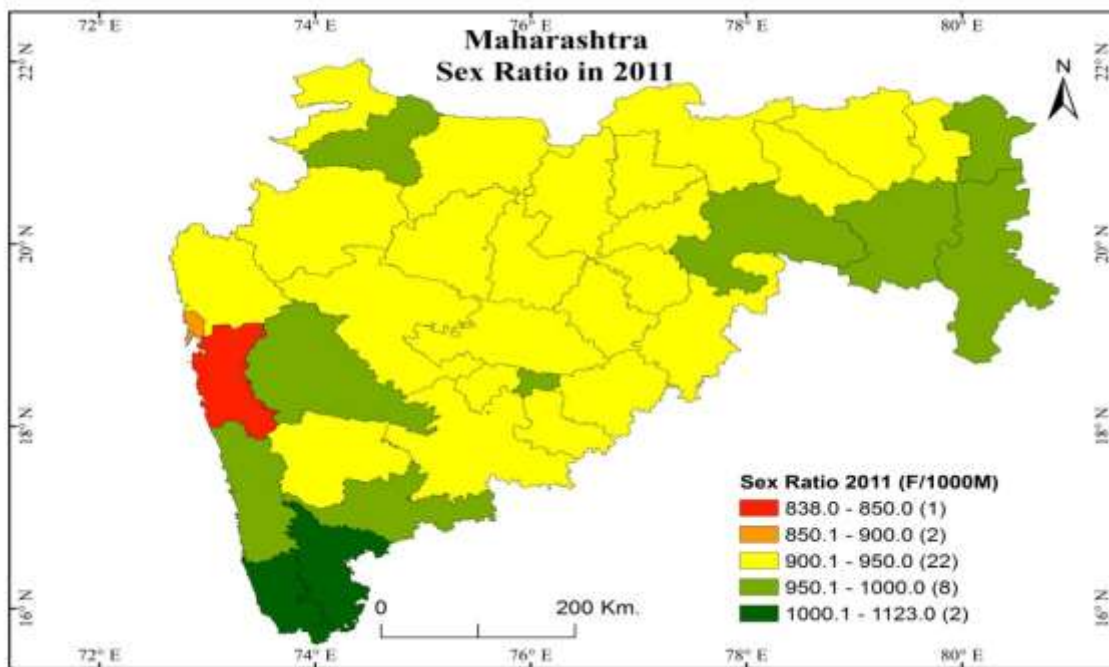 72° E 74° E 76° E 78° E 80° E
Maharashtra
Sex Ratio in 2011
N
22° N 22° N
20° N 20° N
18° N 18° N
16° N 16° N
Sex Ratio 2011 (F/1000M)
838.0 - 850.0 (1)
850.1 - 900.0 (2)
900.1 - 950.0 (22)
950.1 - 1000.0 (8)
1000.1 - 1123.0 (2)
0 200 Km.
72° E 74° E 76° E 78° E 80° E